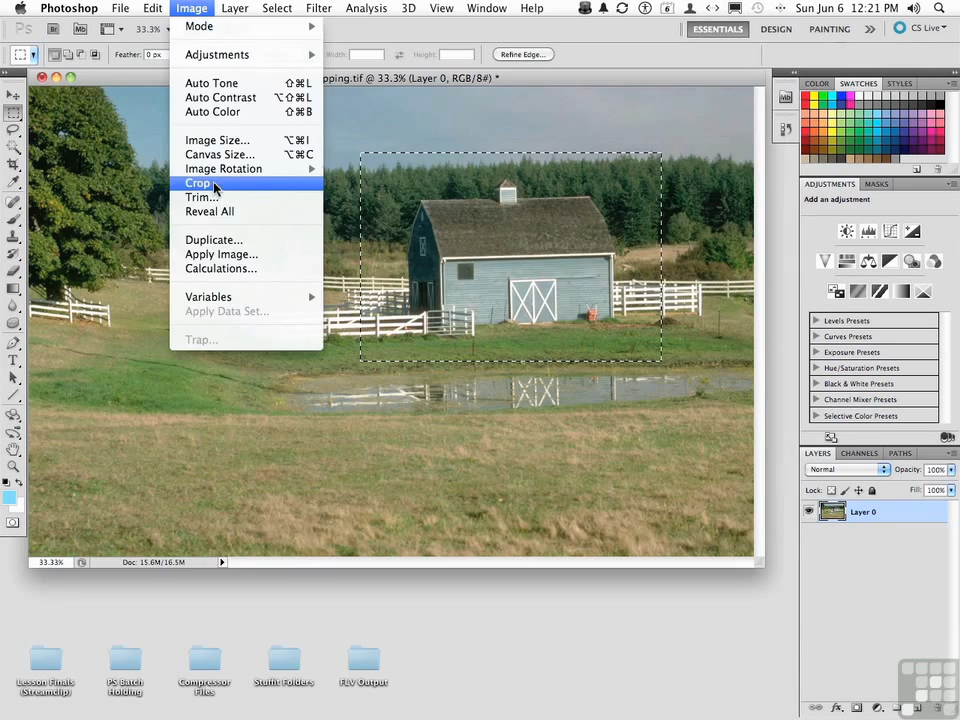 Photoshop File Edit Image Layer Select Filter Analysis 3D View Window Help Sun Jun 6 12:21 PM
Ps Br Mb 33.3% ESSENTIALS DESIGN PAINTING CS Live
Feather: 0 px Width: Height: Refine Edge...
pping.tif @ 33.3% (Layer 0, RGB/8#) *
Mode
Adjustments
Auto Tone ⇧⌘L
Auto Contrast ⌥⇧⌘L
Auto Color ⇧⌘B
Image Size... ⌥⌘I
Canvas Size... ⌥⌘C
Image Rotation
Crop
Trim...
Reveal All
Duplicate...
Apply Image...
Calculations...
Variables
Apply Data Set...
Trap...
COLOR SWATCHES STYLES
ADJUSTMENTS MASKS
Add an adjustment
Levels Presets
Curves Presets
Exposure Presets
Hue/Saturation Presets
Black & White Presets
Channel Mixer Presets
Selective Color Presets
LAYERS CHANNELS PATHS
Normal Opacity: 100%
Lock: Fill: 100%
Layer 0
33.33% Doc: 15.6M/16.5M
Lesson Finals
(Streamclip)
PS Batch
Holding
Compressor
Files
Stuffit Folders
FLV Output